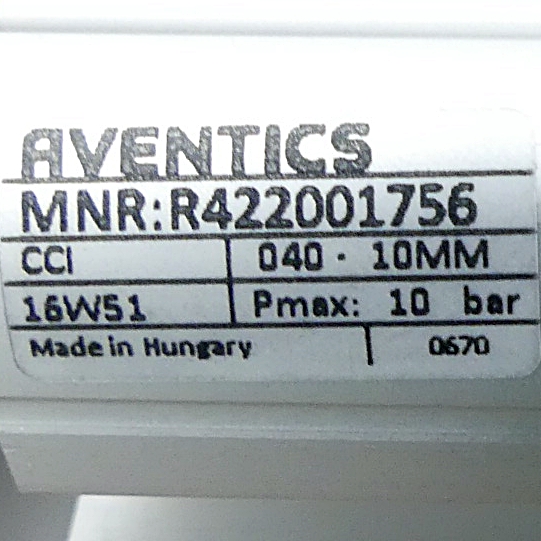 AVENTICS
MNR:R422001756
CCI 040 · 10MM
16W51 Pmax: 10 bar
Made in Hungary 0670